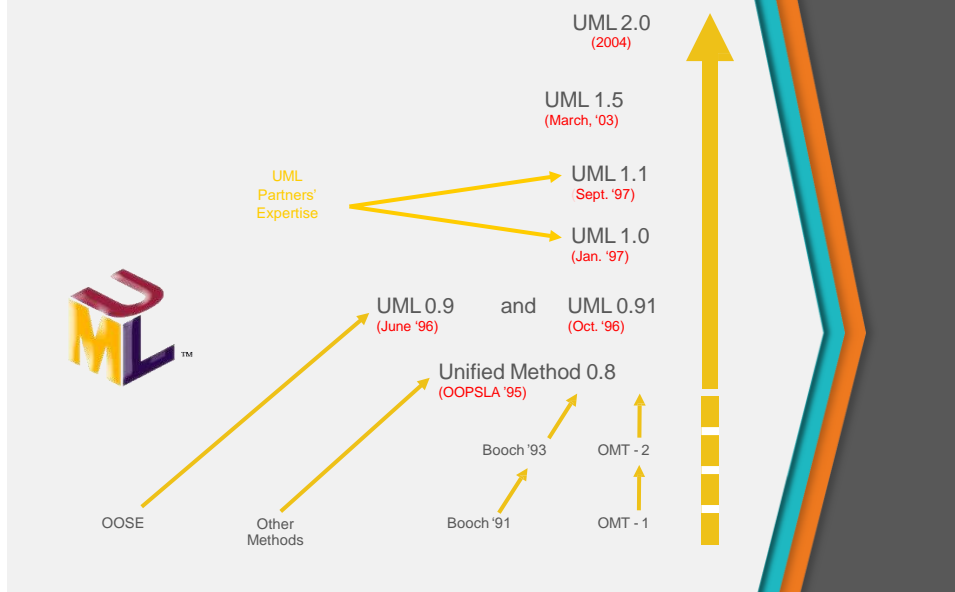 UML 2.0
(2004)
UML 1.5
(March, ‘03)
UML
Partners’
Expertise
UML 1.1
(Sept. ‘97)
UML 1.0
(Jan. ‘97)
UML 0.9 and UML 0.91
(June ‘96) (Oct. ‘96)
UML ™
Unified Method 0.8
(OOPSLA ’95)
Booch ’93 OMT - 2
OOSE Other Booch ‘91 OMT - 1
Methods